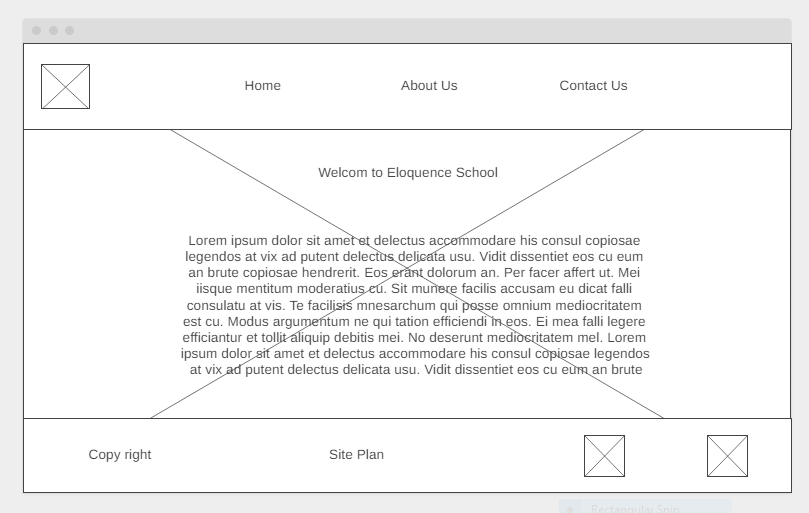 Home About Us Contact Us
Welcom to Eloquence School
Lorem ipsum dolor sit amet et delectus accommodare his consul copiosae
legendos at vix ad putent delectus delicata usu. Vidit dissentiet eos cu eum
an brute copiosae hendrerit. Eos erant dolorum an. Per facer affert ut. Mei
iisque mentitum moderatius cu. Sit munere facilis accusam eu dicat falli
consulatu at vis. Te facilisis mnesarchum qui posse omnium mediocritatem
est cu. Modus argumentum ne qui tation efficiendi in eos. Ei mea falli legere
efficiantur et tollit aliquip debitis mei. No deserunt mediocritatem mel. Lorem
ipsum dolor sit amet et delectus accommodare his consul copiosae legendos
at vix ad putent delectus delicata usu. Vidit dissentiet eos cu eum an brute
Copy right Site Plan
Rectangular Snip